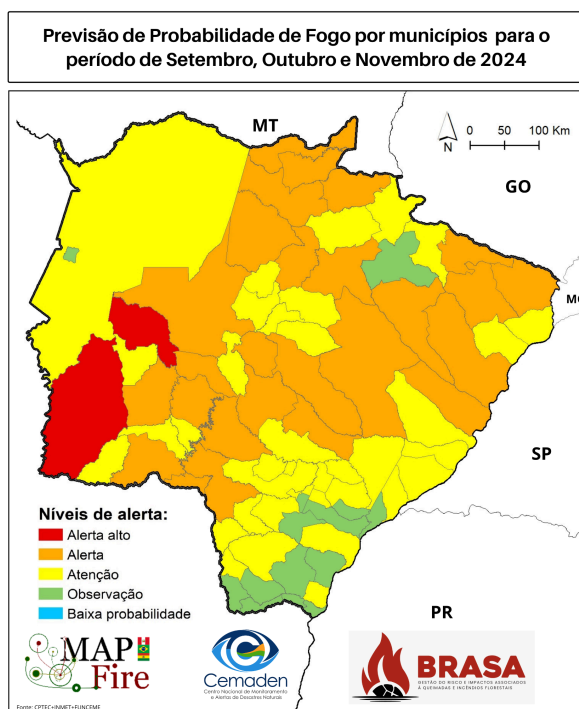 Previsão de Probabilidade de Fogo por municípios para o
período de Setembro, Outubro e Novembro de 2024
MT
0 50 100 Km
N
GO
SP
PR
Níveis de alerta:
Alerta alto
Alerta
Atenção
Observação
Baixa probabilidade
MAP
Fire
Cemaden
Centro Nacional de Monitoramento
e Alertas de Desastres Naturais
BRASA
GESTÃO DO RISCO E IMPACTOS ASSOCIADOS
À QUEIMADAS E INCÊNDIOS FLORESTAIS
Fonte: CPTEC+INMET+FUNCEME